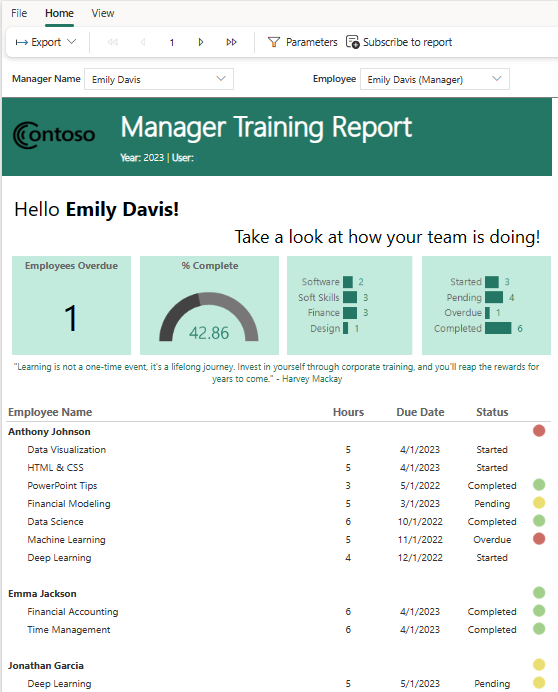 File Home View
Export 1 Parameters Subscribe to report
Manager Name Emily Davis Employee Emily Davis (Manager)
Contoso
Manager Training Report
Year: 2023 | User:
Hello Emily Davis!
Take a look at how your team is doing!
Employees Overdue
1
% Complete
42.86
Software 2
Soft Skills 3
Finance 3
Design 1
Started 3
Pending 4
Overdue 1
Completed 6
"Learning is not a one-time event, it's a lifelong journey. Invest in yourself through corporate training, and you'll reap the rewards for
years to come." - Harvey Mackay
Employee Name Hours Due Date Status
Anthony Johnson
Data Visualization 5 4/1/2023 Started
HTML & CSS 5 4/1/2023 Started
PowerPoint Tips 3 5/1/2022 Completed
Financial Modeling 5 3/1/2023 Pending
Data Science 6 10/1/2022 Completed
Machine Learning 5 11/1/2022 Overdue
Deep Learning 4 12/1/2022 Started
Emma Jackson
Financial Accounting 6 4/1/2023 Completed
Time Management 6 4/1/2023 Completed
Jonathan Garcia
Deep Learning 5 5/1/2023 Pending